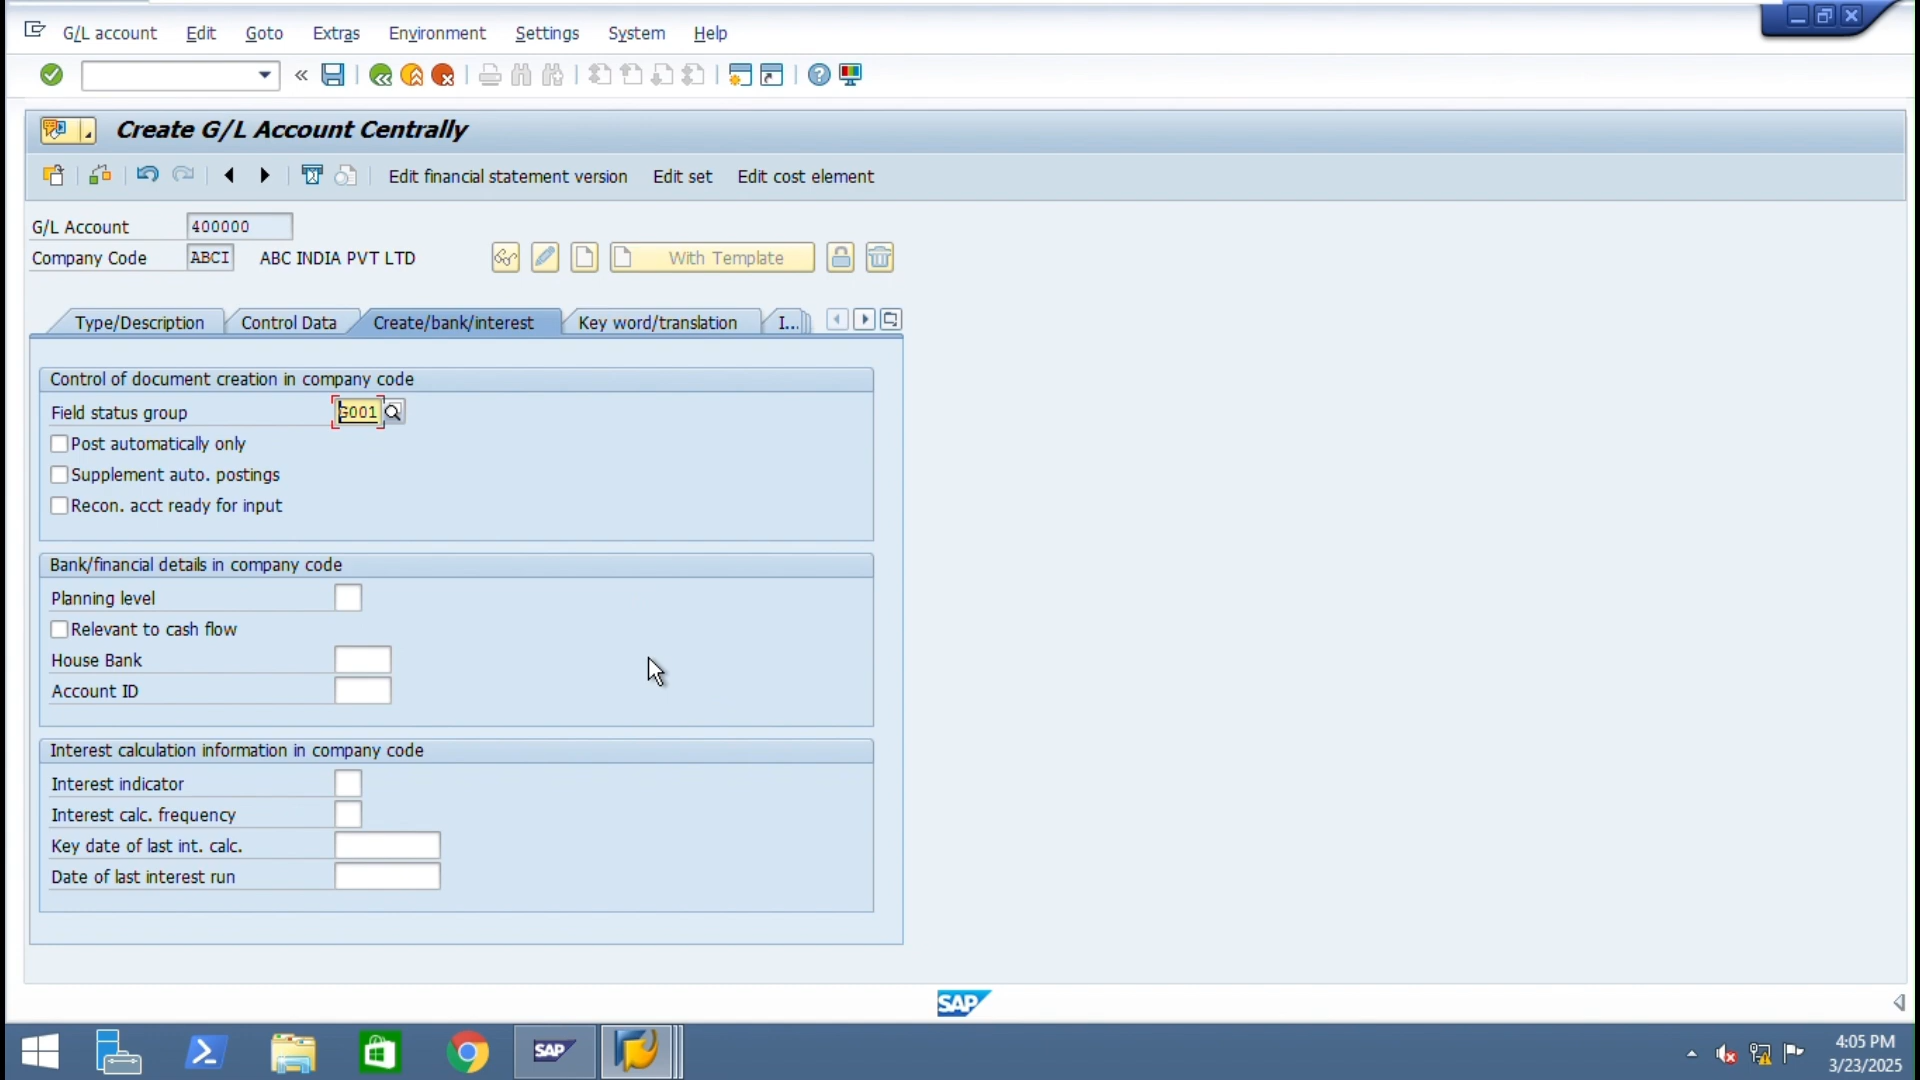 G/L account Edit Goto Extras Environment Settings System Help
Create G/L Account Centrally
Edit financial statement version Edit set Edit cost element
G/L Account 400000
Company Code ABCI ABC INDIA PVT LTD With Template
Type/Description Control Data Create/bank/interest Key word/translation I...
Control of document creation in company code
Field status group G001
Post automatically only
Supplement auto. postings
Recon. acct ready for input
Bank/financial details in company code
Planning level
Relevant to cash flow
House Bank
Account ID
Interest calculation information in company code
Interest indicator
Interest calc. frequency
Key date of last int. calc.
Date of last interest run
SAP
SAP
4:05 PM
3/23/2025